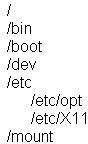 /
/bin
/boot
/dev
/etc
/etc/opt
/etc/X11
/mount